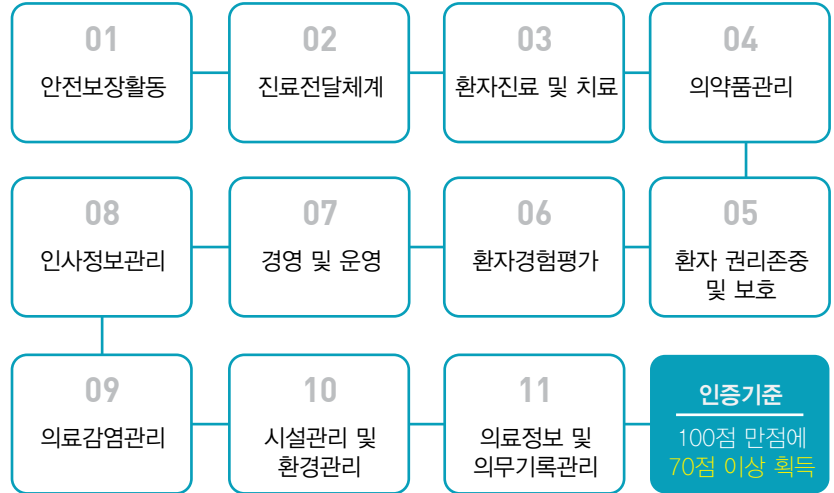 01
안전보장활동
02
진료전달체계
03
환자진료 및 치료
04
의약품관리
05
환자 권리존중
및 보호
06
환자경험평가
07
경영 및 운영
08
인사정보관리
09
의료감염관리
10
시설관리 및
환경관리
11
의료정보 및
의무기록관리
인증기준
100점 만점에
70점 이상 획득